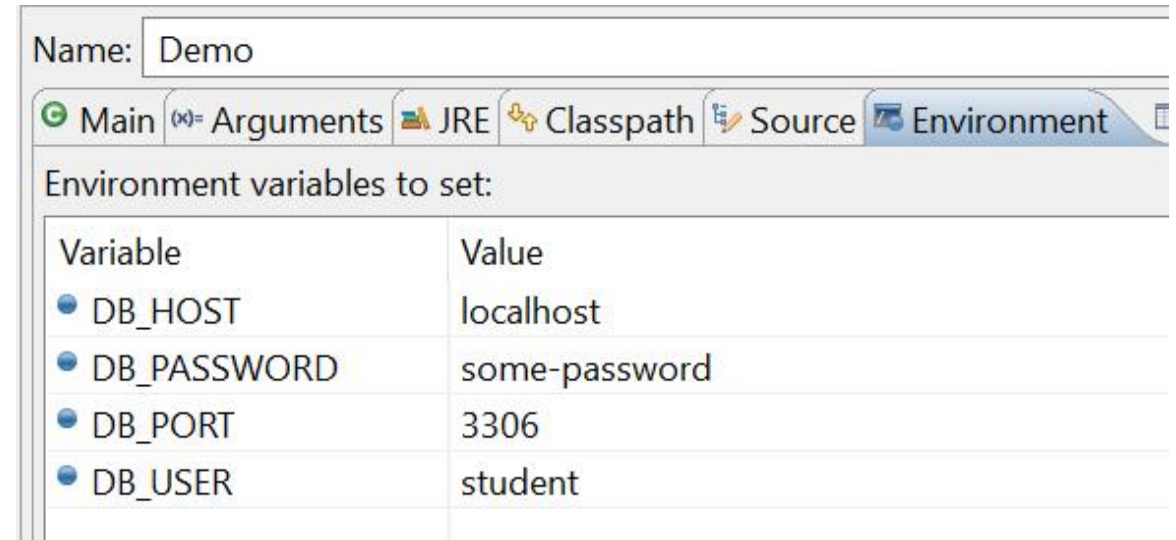 Name: Demo
Main (x)= Arguments JRE Classpath Source Environment
Environment variables to set:
Variable Value
DB_HOST localhost
DB_PASSWORD some-password
DB_PORT 3306
DB_USER student